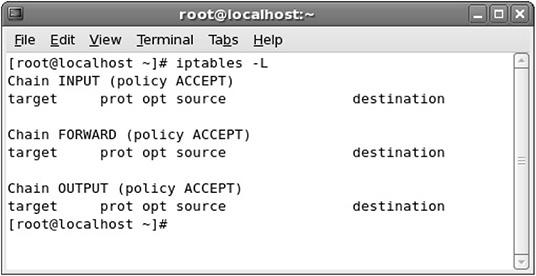 root@localhost:~
File Edit View Terminal Tabs Help
[root@localhost ~]# iptables -L
Chain INPUT (policy ACCEPT)
target     prot opt source               destination

Chain FORWARD (policy ACCEPT)
target     prot opt source               destination

Chain OUTPUT (policy ACCEPT)
target     prot opt source               destination
[root@localhost ~]#